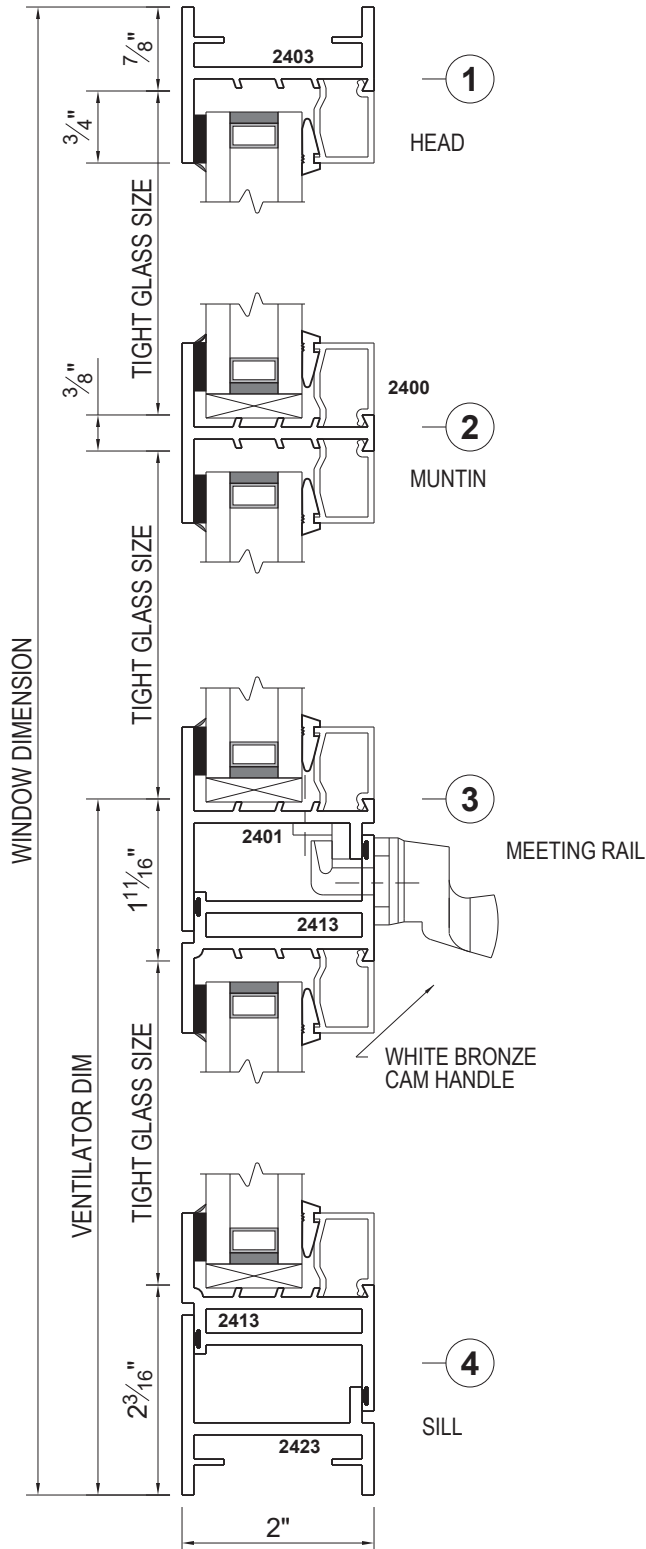 7/8"
2403
1
3/4"
HEAD
TIGHT GLASS SIZE
3/8"
2400
2
MUNTIN
TIGHT GLASS SIZE
WINDOW DIMENSION
3
2401
MEETING RAIL
1 11/16"
2413
WHITE BRONZE
CAM HANDLE
VENTILATOR DIM
TIGHT GLASS SIZE
2413
4
2 3/16"
SILL
2423
2"